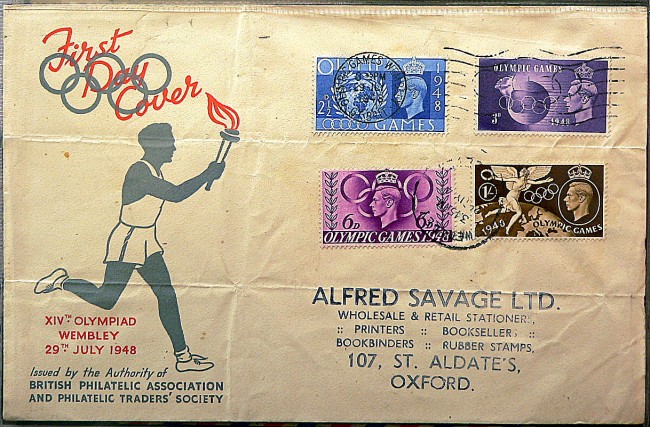 First
Day
Cover
OLYMPIC GAMES
1948
2½D
OLYMPIC GAMES
3D
1948
6D
6D
OLYMPIC GAMES 1948
1/-
1948
OLYMPIC GAMES
XIVTH OLYMPIAD
WEMBLEY
29TH JULY 1948
Issued by the Authority of
BRITISH PHILATELIC ASSOCIATION
AND PHILATELIC TRADERS' SOCIETY
ALFRED SAVAGE LTD.
WHOLESALE & RETAIL STATIONERS,
:: PRINTERS :: BOOKSELLERS ::
BOOKBINDERS :: RUBBER STAMPS,
107, ST. ALDATE'S,
OXFORD.